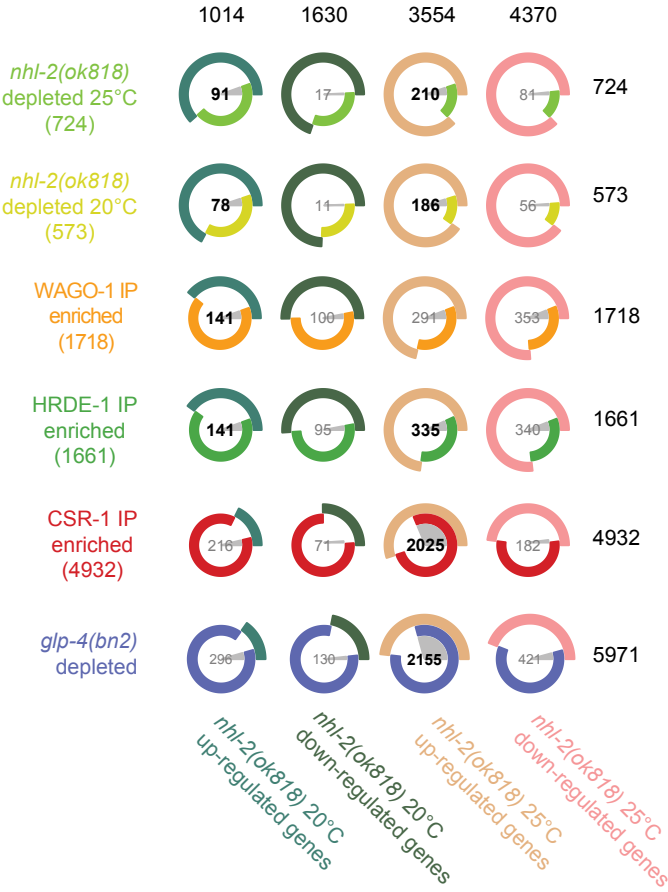 1014 1630 3554 4370
nhl-2(ok818)
depleted 25°C
(724)
91 17 210 81 724
nhl-2(ok818)
depleted 20°C
(573)
78 11 186 56 573
WAGO-1 IP
enriched
(1718)
141 100 291 353 1718
HRDE-1 IP
enriched
(1661)
141 95 335 340 1661
CSR-1 IP
enriched
(4932)
216 71 2025 182 4932
glp-4(bn2)
depleted
296 130 2155 421 5971
nhl-2(ok818) 20°C
up-regulated genes
nhl-2(ok818) 20°C
down-regulated genes
nhl-2(ok818) 25°C
up-regulated genes
nhl-2(ok818) 25°C
down-regulated genes